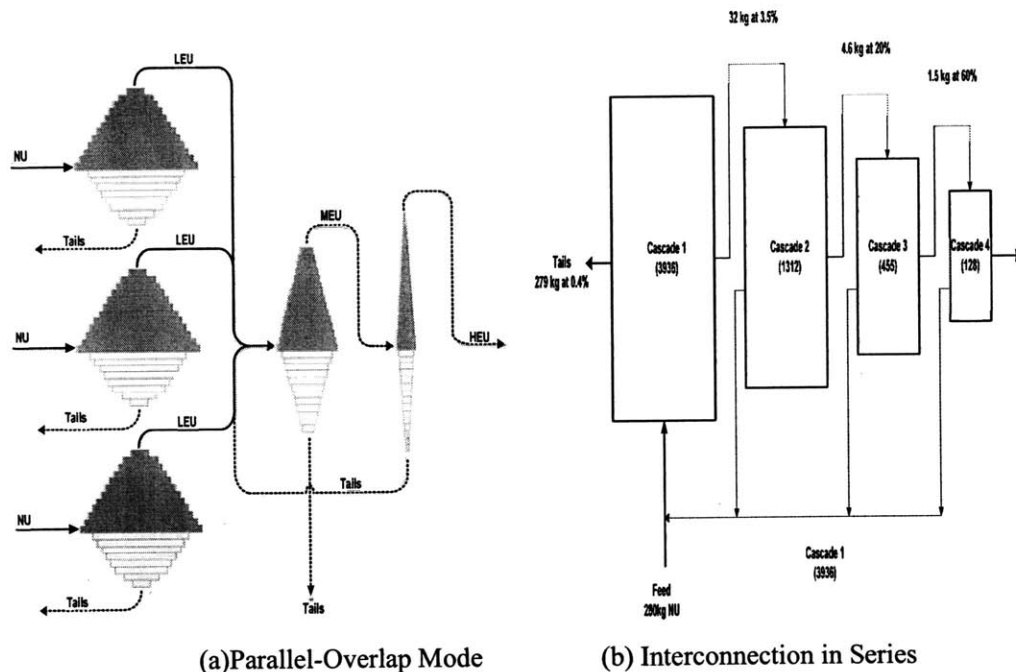 LEU
NU
Tails
LEU
MEU
NU
HEU
Tails
LEU
Tails
NU
Tails
Tails
(a)Parallel-Overlap Mode
32 kg at 3.5%
4.6 kg at 20%
1.5 kg at 60%
Cascade 1
(3936)
Cascade 2
(1312)
Cascade 3
(455)
Cascade 4
(128)
Tails
279 kg at 0.4%
Cascade 1
(3936)
Feed
280kg NU
(b) Interconnection in Series